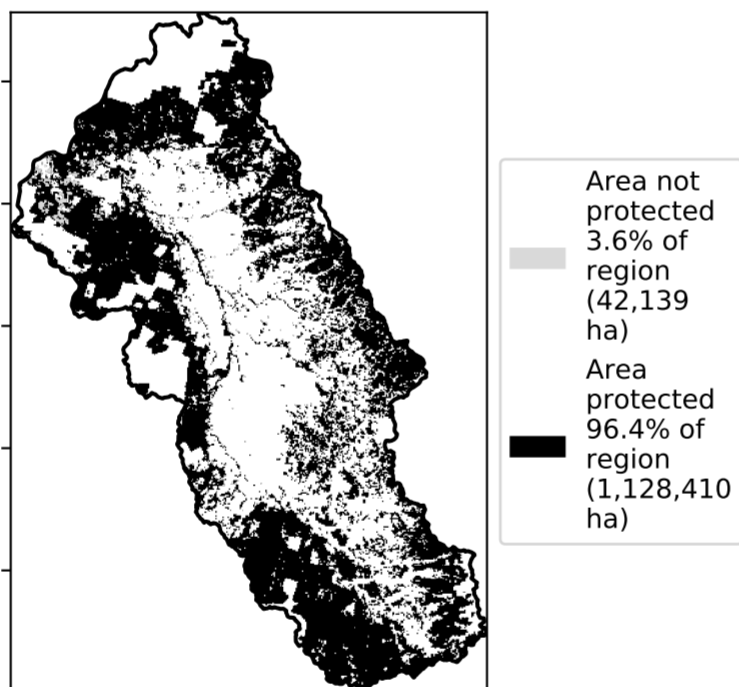 Area not
protected
3.6% of
region
(42,139
ha)
Area
protected
96.4% of
region
(1,128,410
ha)